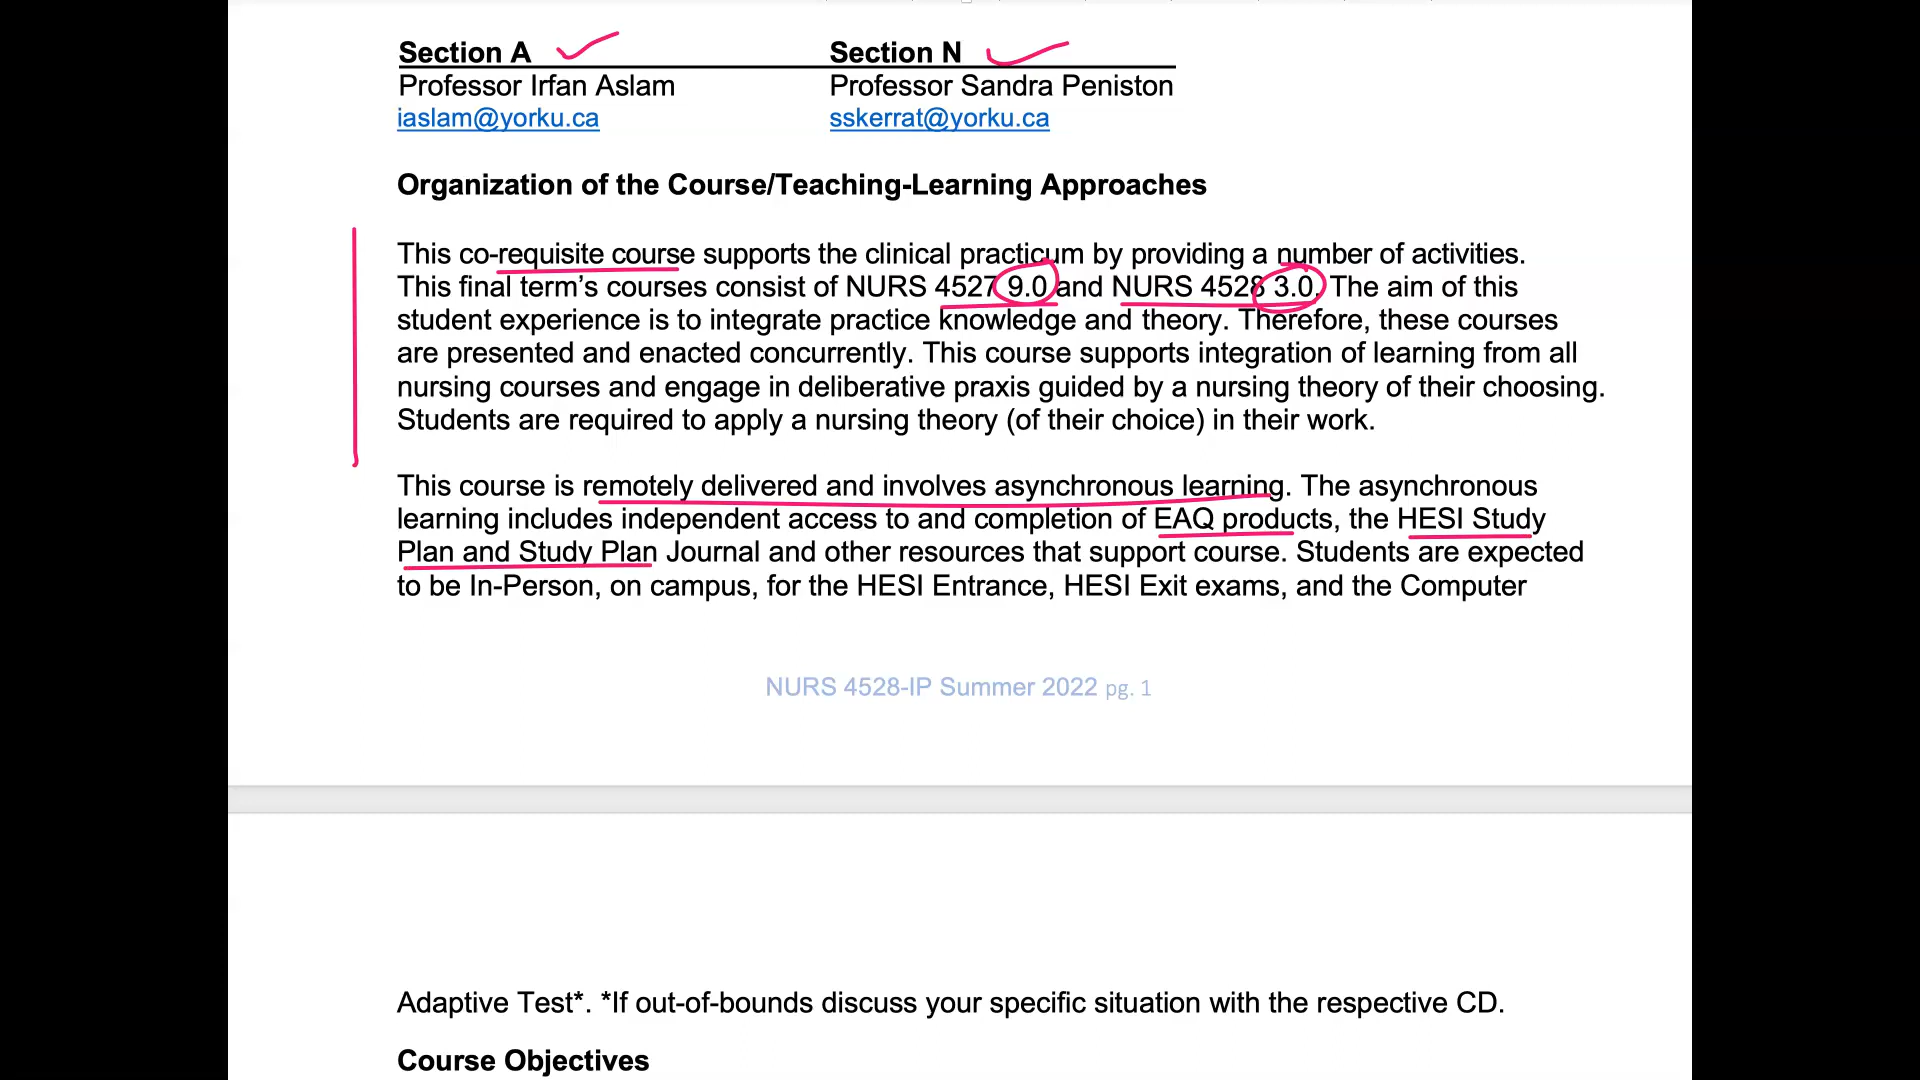 Section A Section N
Professor Irfan Aslam Professor Sandra Peniston
iaslam@yorku.ca sskerrat@yorku.ca
Organization of the Course/Teaching-Learning Approaches
This co-requisite course supports the clinical practicum by providing a number of activities.
This final term’s courses consist of NURS 4527 9.0 and NURS 4528 3.0. The aim of this
student experience is to integrate practice knowledge and theory. Therefore, these courses
are presented and enacted concurrently. This course supports integration of learning from all
nursing courses and engage in deliberative praxis guided by a nursing theory of their choosing.
Students are required to apply a nursing theory (of their choice) in their work.
This course is remotely delivered and involves asynchronous learning. The asynchronous
learning includes independent access to and completion of EAQ products, the HESI Study
Plan and Study Plan Journal and other resources that support course. Students are expected
to be In-Person, on campus, for the HESI Entrance, HESI Exit exams, and the Computer
NURS 4528-IP Summer 2022 pg. 1
Adaptive Test*. *If out-of-bounds discuss your specific situation with the respective CD.
Course Objectives